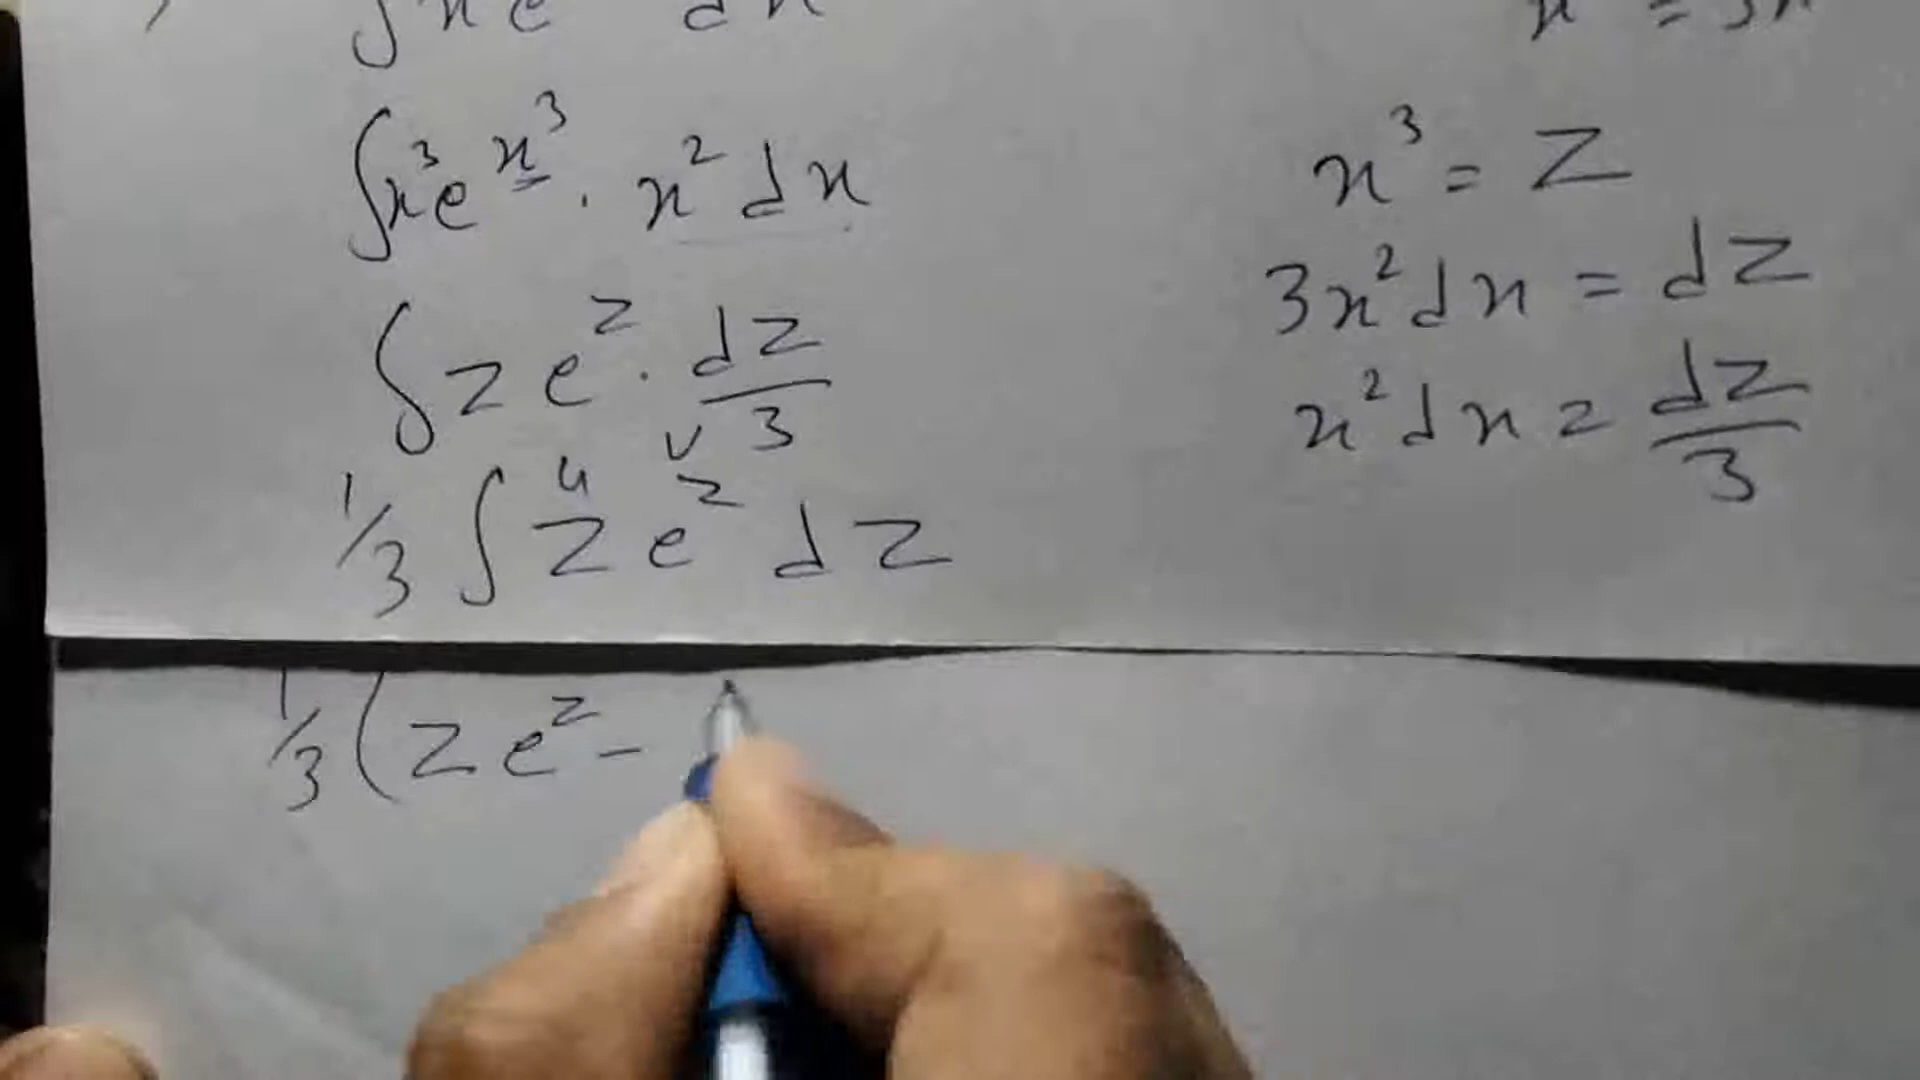 ∫x³e^x³ · x² dx
x³ = z
∫ z e^z · dz/3
3x² dx = dz
x² dx = dz/3
u v
1/3 ∫ z e^z dz
1/3 ( z e^z -